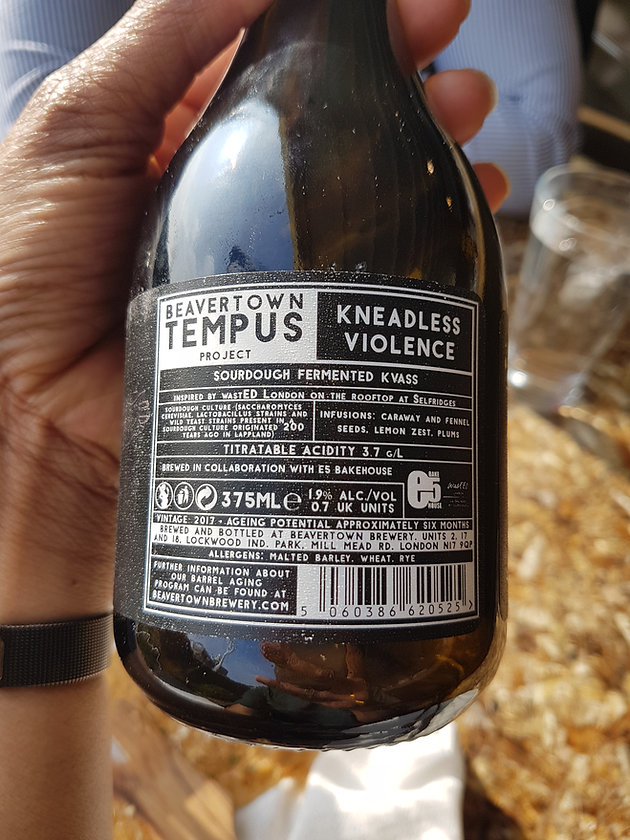 BEAVERTOWN
TEMPUS
PROJECT
KNEADLESS
VIOLENCE
SOURDOUGH FERMENTED KVASS
INSPIRED BY WASTED LONDON ON THE ROOFTOP AT SELFRIDGES
SOURDOUGH CULTURE (SACCHAROMYCES
CEREVISIAE, LACTOBACILLUS STRAINS AND
WILD YEAST STRAINS PRESENT IN A
SOURDOUGH CULTURE ORIGINATED 200
YEARS AGO IN LAPPLAND)
INFUSIONS: CARAWAY AND FENNEL
SEEDS, LEMON ZEST, PLUMS
TITRATABLE ACIDITY 3.7 G/L
BREWED IN COLLABORATION WITH E5 BAKEHOUSE
375ML e
1.9% ALC/VOL
0.7 UK UNITS
BAKE
e5
HOUSE
wastED
VINTAGE: 2017 - AGEING POTENTIAL APPROXIMATELY SIX MONTHS
BREWED AND BOTTLED AT BEAVERTOWN BREWERY, UNITS 2, 17
AND 18, LOCKWOOD IND. PARK, MILL MEAD RD. LONDON N17 9QP
ALLERGENS: MALTED BARLEY, WHEAT, RYE
FURTHER INFORMATION ABOUT
OUR BARREL AGING
PROGRAM CAN BE FOUND AT
BEAVERTOWNBREWERY.COM
5 060386 620525 >